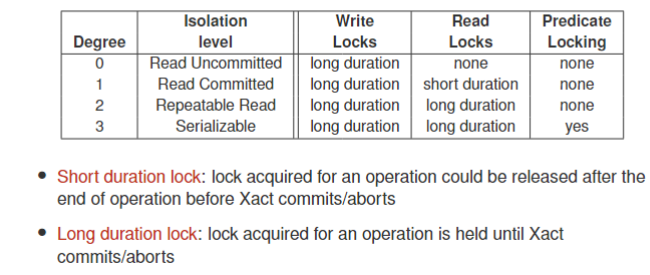 Isolation Write Read Predicate
Degree level Locks Locks Locking
0 Read Uncommitted long duration none none
1 Read Committed long duration short duration none
2 Repeatable Read long duration long duration none
3 Serializable long duration long duration yes
• Short duration lock: lock acquired for an operation could be released after the
end of operation before Xact commits/aborts
• Long duration lock: lock acquired for an operation is held until Xact
commits/aborts